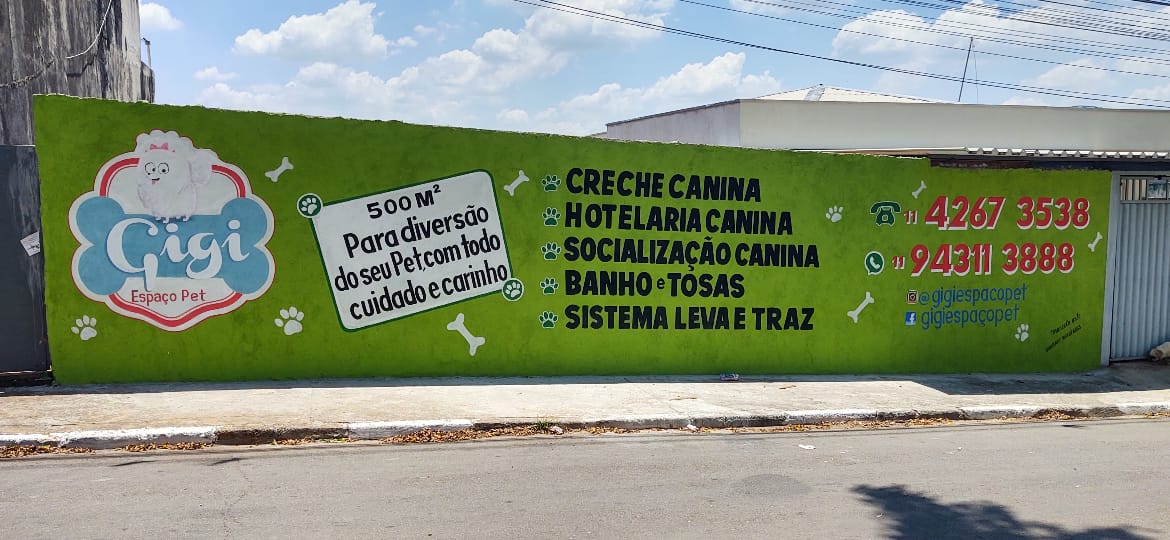 Gigi
Espaço Pet
500 M²
Para diversão
do seu Pet, com todo
cuidado e carinho
CRECHE CANINA
HOTELARIA CANINA
SOCIALIZAÇÃO CANINA
BANHO e TOSAS
SISTEMA LEVA E TRAZ
11 4267 3538
11 94311 3888
@gigiespacopet
gigiespaçopet